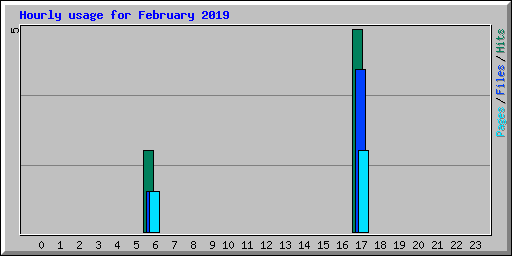 Hourly usage for February 2019
5
Pages/Files/Hits
0 1 2 3 4 5 6 7 8 9 10 11 12 13 14 15 16 17 18 19 20 21 22 23